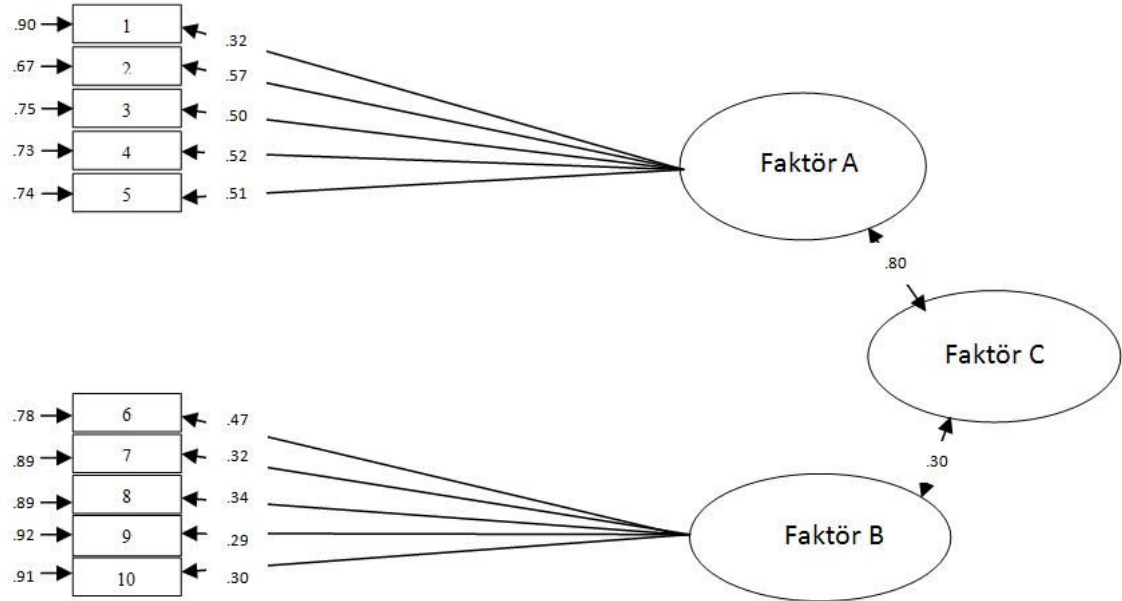 .90 1 .32
.67 2 .57
.75 3 .50
.73 4 .52
.74 5 .51
Faktör A
.80
Faktör C
.30
.78 6 .47
.89 7 .32
.89 8 .34
.92 9 .29
.91 10 .30
Faktör B